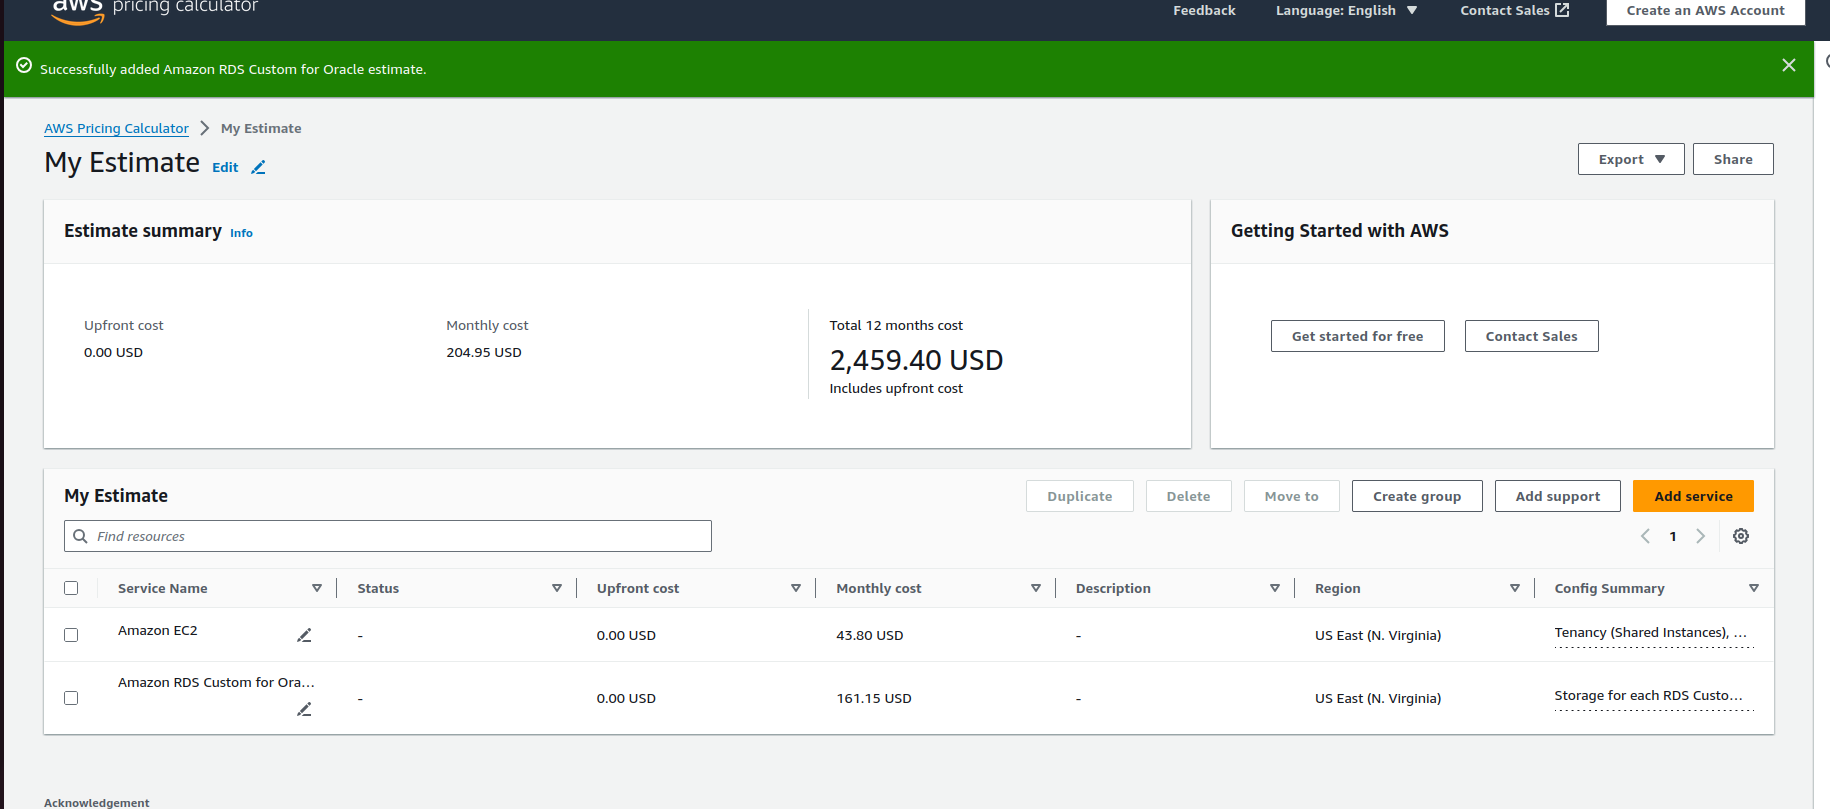 aws pricing calculator
Feedback Language: English Contact Sales Create an AWS Account
Successfully added Amazon RDS Custom for Oracle estimate.
AWS Pricing Calculator My Estimate
My Estimate Edit
Export Share
Estimate summary Info
Getting Started with AWS
Upfront cost
0.00 USD
Monthly cost
204.95 USD
Total 12 months cost
2,459.40 USD
Includes upfront cost
Get started for free Contact Sales
My Estimate
Duplicate Delete Move to Create group Add support Add service
Find resources
1
Service Name Status Upfront cost Monthly cost Description Region Config Summary
Amazon EC2 - 0.00 USD 43.80 USD - US East (N. Virginia) Tenancy (Shared Instances), ...
Amazon RDS Custom for Ora... - 0.00 USD 161.15 USD - US East (N. Virginia) Storage for each RDS Custo...
Acknowledgement